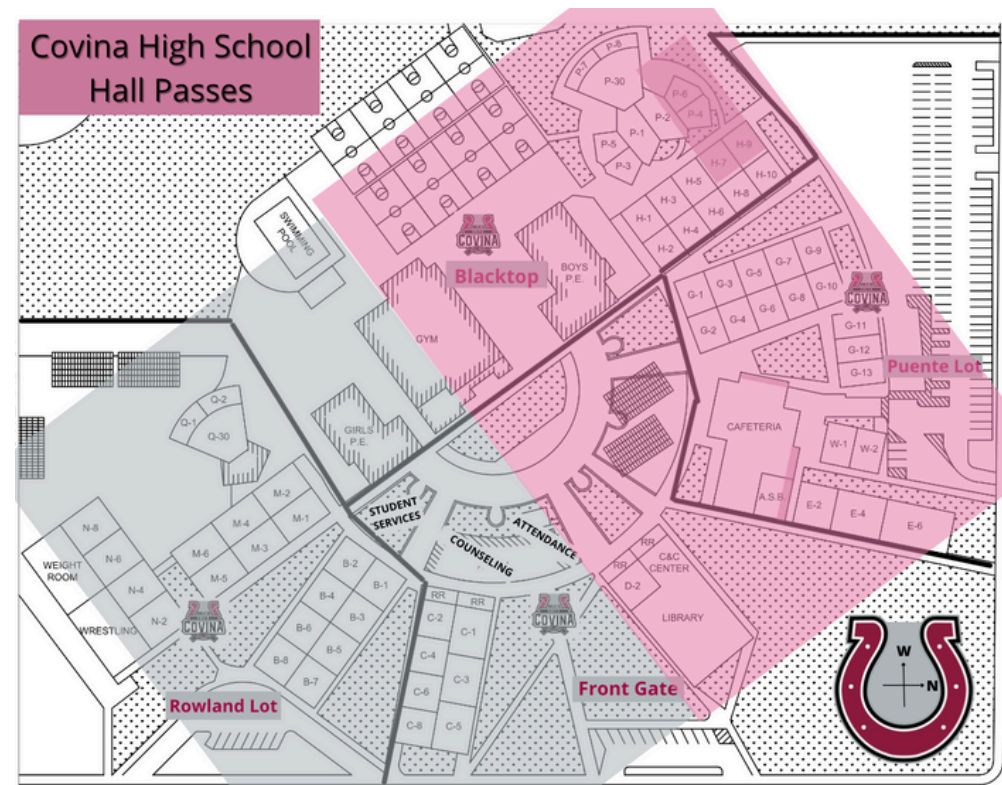 Covina High School
Hall Passes
P-8
P-7
P-30
P-6
P-4
P-2
P-1
P-5
P-3
H-9
H-7
H-10
H-5
H-8
H-3
H-6
H-1
H-4
H-2
SWIMMING
POOL
COVINA
Blacktop
BOYS
P.E.
GYM
G-9
G-7
G-5
G-3
G-1
G-10
G-8
G-6
G-4
G-2
COVINA
G-11
G-12
G-13
Puente Lot
CAFETERIA
W-1
W-2
A.S.B
E-2
E-4
E-6
Q-2
Q-1
Q-30
GIRLS
P.E.
STUDENT
SERVICES
ATTENDANCE
COUNSELING
M-2
M-1
M-4
M-3
M-6
M-5
N-8
N-6
N-4
N-2
WEIGHT
ROOM
WRESTLING
COVINA
B-2
B-1
B-4
B-3
B-6
B-5
B-8
B-7
RR
RR
C-2
C-1
C-4
C-3
C-6
C-5
C-8
COVINA
RR
RR
C&C
CENTER
D-2
LIBRARY
Rowland Lot
Front Gate
W
N